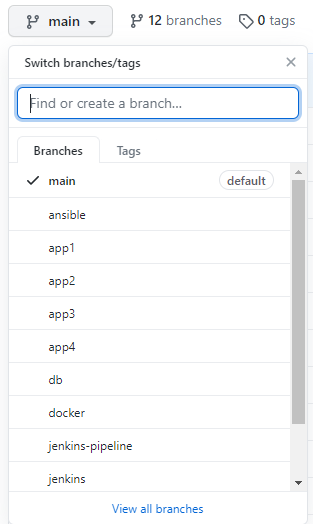 main 12 branches 0 tags
Switch branches/tags
Find or create a branch...
Branches Tags
main default
ansible
app1
app2
app3
app4
db
docker
jenkins-pipeline
jenkins
View all branches